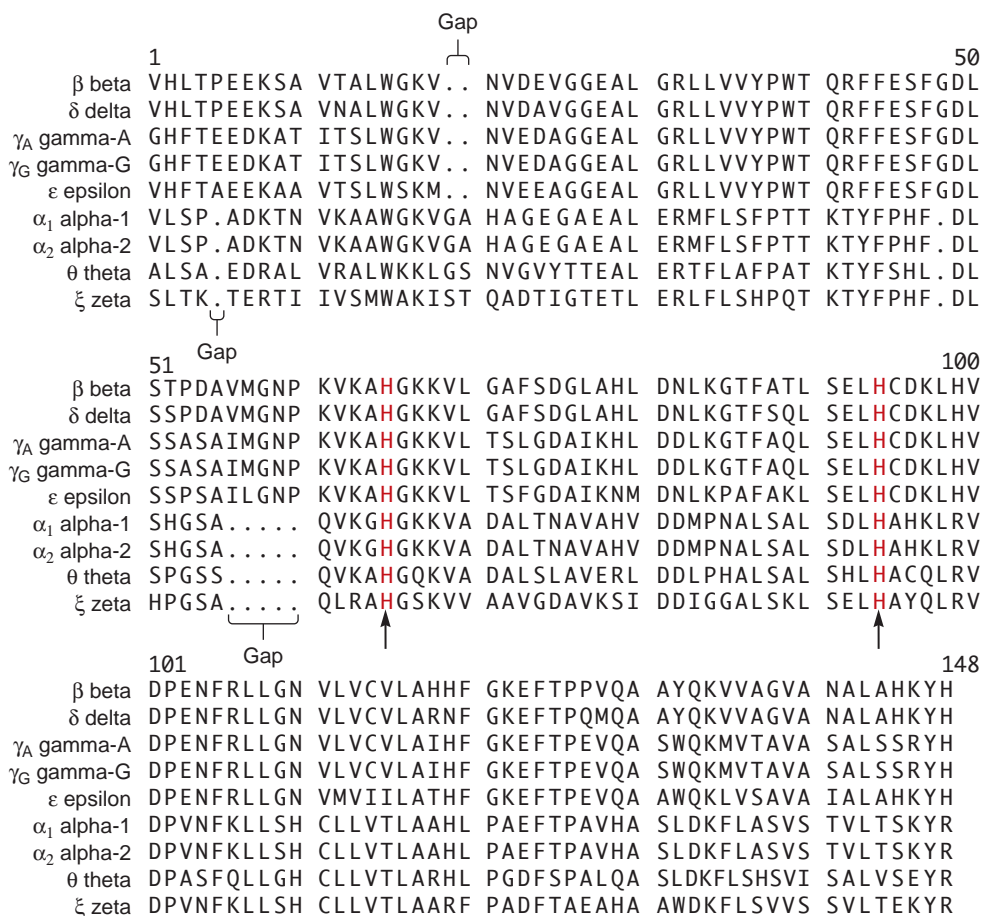 Gap
1 50
β beta VHLTPEEKSA VTALWGKV.. NVDEVGGEAL GRLLVVYPWT QRFFESFGDL
δ delta VHLTPEEKSA VNALWGKV.. NVDAVGGEAL GRLLVVYPWT QRFFESFGDL
γA gamma-A GHFTEEDKAT ITSLWGKV.. NVEDAGGEAL GRLLVVYPWT QRFFESFGDL
γG gamma-G GHFTEEDKAT ITSLWGKV.. NVEDAGGEAL GRLLVVYPWT QRFFESFGDL
ε epsilon VHFTAEEKAA VTSLWSKM.. NVEEAGGEAL GRLLVVYPWT QRFFESFGDL
α1 alpha-1 VLSP.ADKTN VKAAWGKVGA HAGEGAEAL ERMFLSFPTT KTYFPHF.DL
α2 alpha-2 VLSP.ADKTN VKAAWGKVGA HAGEGAEAL ERMFLSFPTT KTYFPHF.DL
θ theta ALSA.EDRAL VRALWKKLGS NVGVYTTEAL ERTFLAFPAT KTYFSHL.DL
ξ zeta SLTK.TERTI IVSMWAKIST QADTIGTETL ERLFLSHPQT KTYFPHF.DL
Gap
51 100
β beta STPDAVMGNP KVKAHGKKVL GAFSDGLAHL DNLKGTFATL SELHCDKLHV
δ delta SSPDAVMGNP KVKAHGKKVL GAFSDGLAHL DNLKGTFSQL SELHCDKLHV
γA gamma-A SSASAIMGNP KVKAHGKKVL TSLGDAIKHL DDLKGTFAQL SELHCDKLHV
γG gamma-G SSASAIMGNP KVKAHGKKVL TSLGDAIKHL DDLKGTFAQL SELHCDKLHV
ε epsilon SSPSAILGNP KVKAHGKKVL TSFGDAIKNM DNLKPAFAKL SELHCDKLHV
α1 alpha-1 SHGSA..... QVKGHGKKVA DALTNAVAHV DDMPNALSAL SDLHAHKLRV
α2 alpha-2 SHGSA..... QVKGHGKKVA DALTNAVAHV DDMPNALSAL SDLHAHKLRV
θ theta SPGSS..... QVKAHGQKVA DALSLAVERL DDLPHALSAL SHLHACQLRV
ξ zeta HPGSA..... QLRAHGSKVV AAVGDAVKSI DDIGGALSKL SELHAYQLRV
Gap
101 148
β beta DPENFRLLGN VLVCVLAHHF GKEFTPPVQA AYQKVVAGVA NALAHKYH
δ delta DPENFRLLGN VLVCVLARNF GKEFTPQMQA AYQKVVAGVA NALAHKYH
γA gamma-A DPENFRLLGN VLVCVLAIHF GKEFTPEVQA SWQKMVTAVA SALSSRYH
γG gamma-G DPENFRLLGN VLVCVLAIHF GKEFTPEVQA SWQKMVTAVA SALSSRYH
ε epsilon DPENFRLLGN VMVIILATHF GKEFTPEVQA AWQKLVSAVA IALAHKYH
α1 alpha-1 DPVNFKLLSH CLLVTLAAHL PAEFTPAVHA SLDKFLASVS TVLTSKYR
α2 alpha-2 DPVNFKLLSH CLLVTLAAHL PAEFTPAVHA SLDKFLASVS TVLTSKYR
θ theta DPASFQLLGH CLLVTLARHL PGDFSPALQA SLDKFLSHSVI SALVSEYR
ξ zeta DPVNFKLLSH CLLVTLAARF PADFTAEAHA AWDKFLSVVS SVLTEKYR